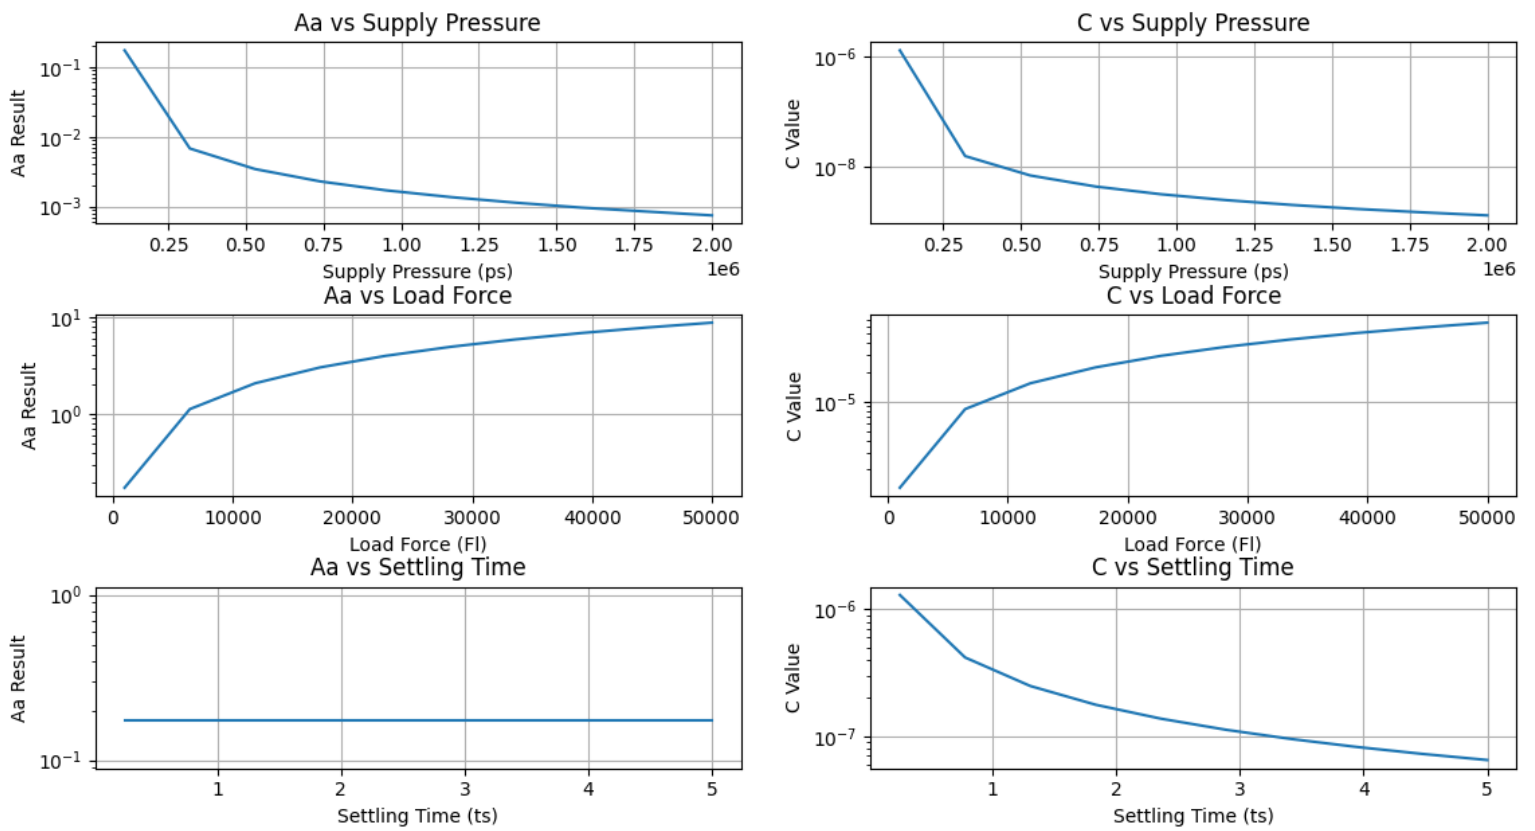 Aa vs Supply Pressure
Aa Result
10⁻¹
10⁻²
10⁻³
0.25 0.50 0.75 1.00 1.25 1.50 1.75 2.00
1e6
Supply Pressure (ps)
C vs Supply Pressure
C Value
10⁻⁶
10⁻⁸
0.25 0.50 0.75 1.00 1.25 1.50 1.75 2.00
1e6
Supply Pressure (ps)
Aa vs Load Force
Aa Result
10¹
10⁰
0 10000 20000 30000 40000 50000
Load Force (Fl)
C vs Load Force
C Value
10⁻⁵
0 10000 20000 30000 40000 50000
Load Force (Fl)
Aa vs Settling Time
Aa Result
10⁰
10⁻¹
1 2 3 4 5
Settling Time (ts)
C vs Settling Time
C Value
10⁻⁶
10⁻⁷
1 2 3 4 5
Settling Time (ts)